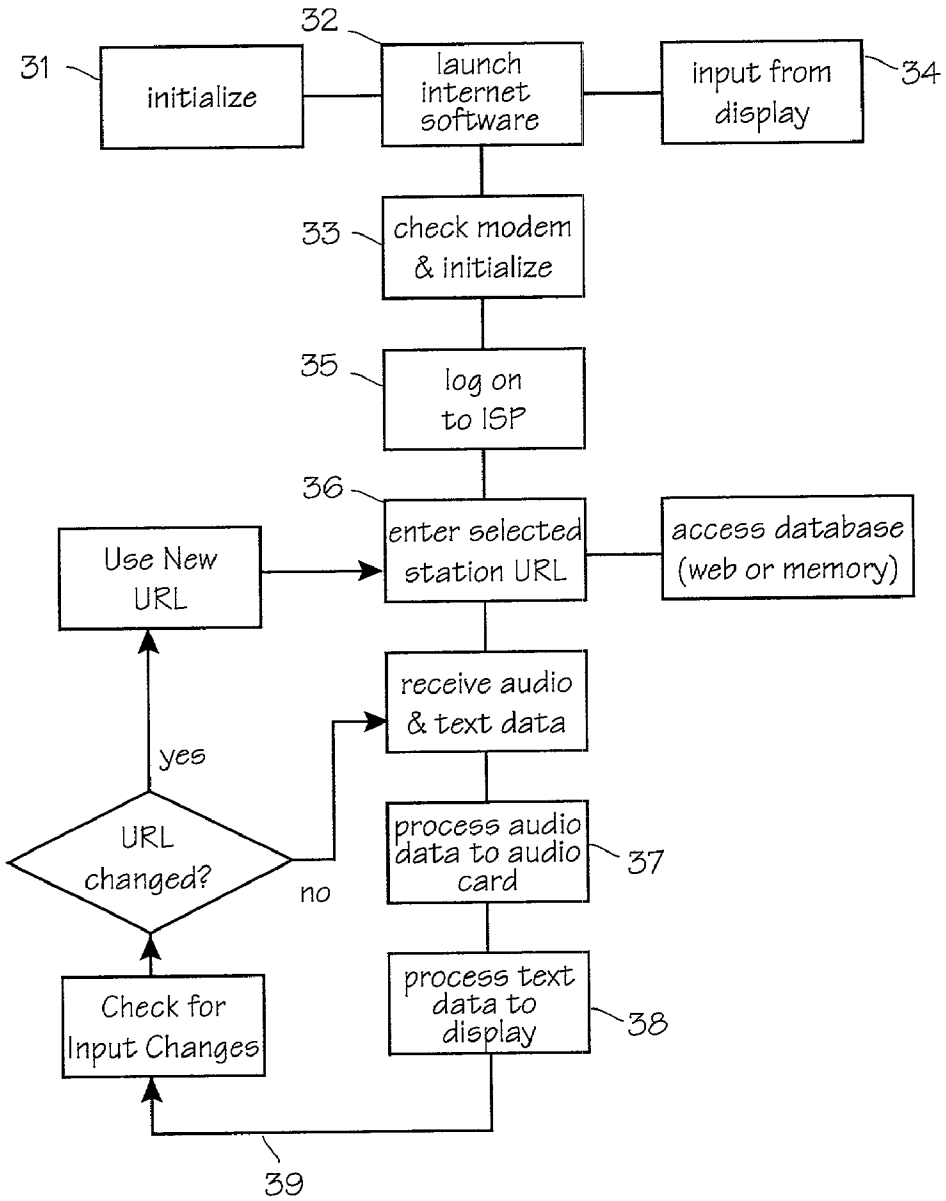 31
initialize
32
launch
internet
software
input from
display
34
33
check modem
& initialize
35
log on
to ISP
36
enter selected
station URL
access database
(web or memory)
Use New
URL
receive audio
& text data
yes
URL
changed?
no
process audio
data to audio
card
37
process text
data to
display
38
Check for
Input Changes
39